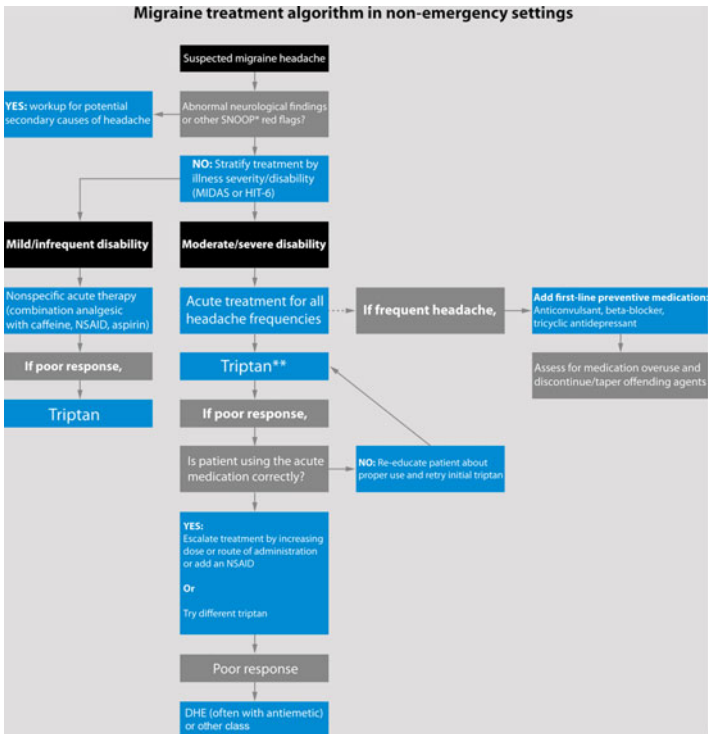 Migraine treatment algorithm in non-emergency settings
Suspected migraine headache
Abnormal neurological findings
or other SNOOP* red flags?
YES: workup for potential
secondary causes of headache
NO: Stratify treatment by
illness severity/disability
(MIDAS or HIT-6)
Mild/infrequent disability
Nonspecific acute therapy
(combination analgesic
with caffeine, NSAID, aspirin)
If poor response,
Triptan
Moderate/severe disability
Acute treatment for all
headache frequencies
If frequent headache,
Add first-line preventive medication:
Anticonvulsant, beta-blocker,
tricyclic antidepressant
Assess for medication overuse and
discontinue/taper offending agents
Triptan**
If poor response,
Is patient using the acute
medication correctly?
NO: Re-educate patient about
proper use and retry initial triptan
YES:
Escalate treatment by increasing
dose or route of administration
or add an NSAID
Or
Try different triptan
Poor response
DHE (often with antiemetic)
or other class